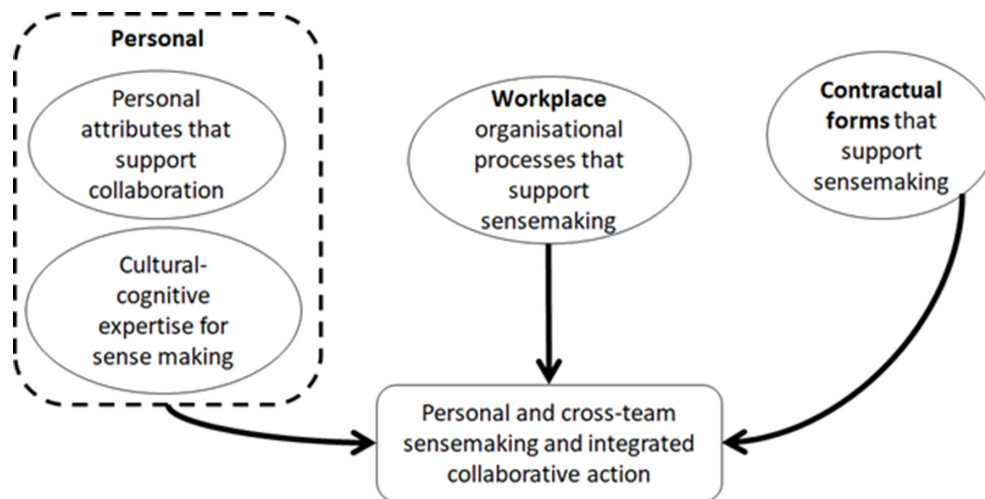 Personal
Personal
attributes that
support
collaboration
Cultural-
cognitive
expertise for
sense making
Workplace
organisational
processes that
support
sensemaking
Contractual
forms that
support
sensemaking
Personal and cross-team
sensemaking and integrated
collaborative action